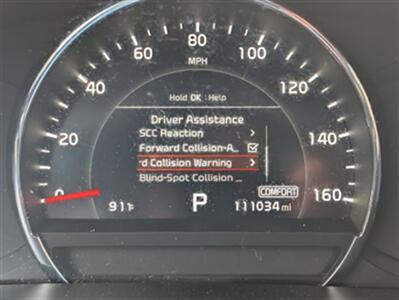 80
60
100
MPH
40
120
Hold OK : Help
Driver Assistance
SCC Reaction >
20
Forward Collision-A..
140
d Collision Warning >
Blind-Spot Collision ...
0
COMFORT
160
91°F
P
111034 mi